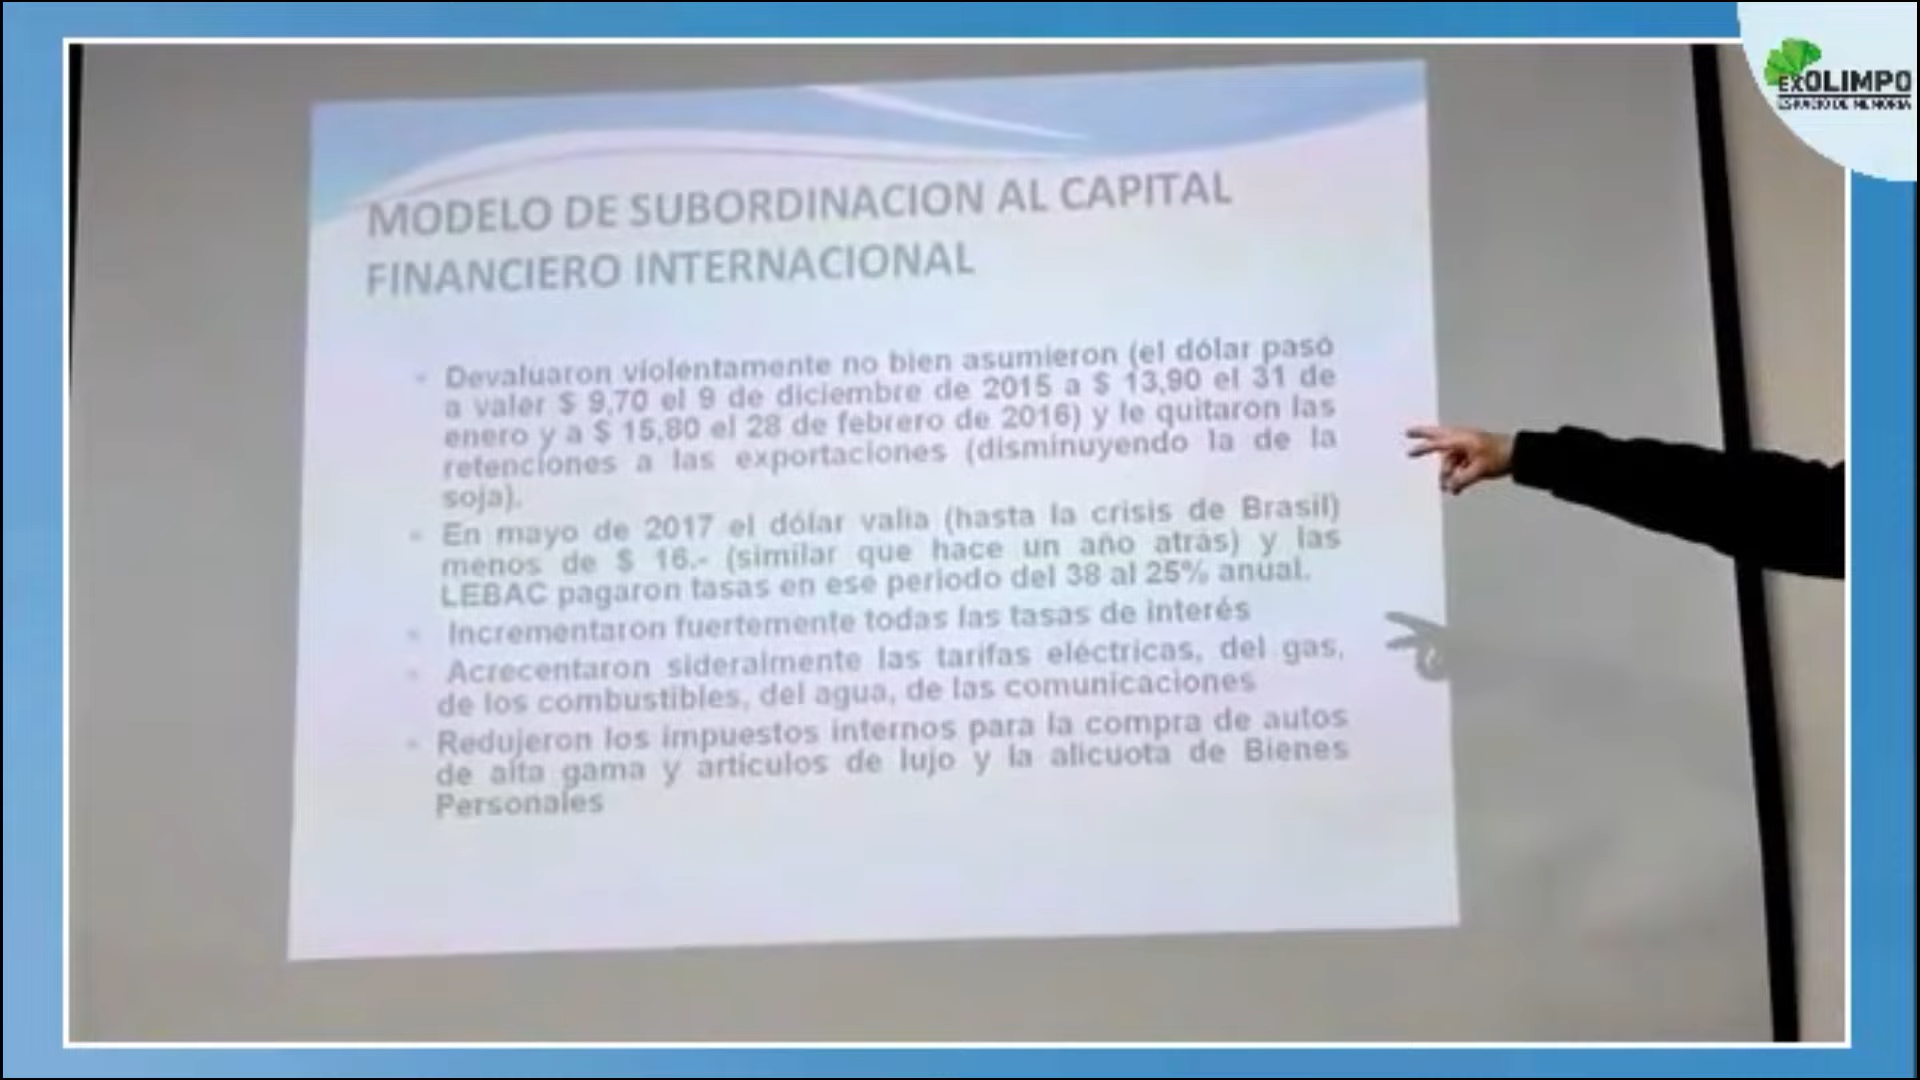 exOLIMPO
ESPACIO DE MEMORIA
MODELO DE SUBORDINACION AL CAPITAL
FINANCIERO INTERNACIONAL
Devaluaron violentamente no bien asumieron (el dólar pasó
a valer $ 9,70 el 9 de diciembre de 2015 a $ 13,90 el 31 de
enero y a $ 15,80 el 28 de febrero de 2016) y le quitaron las
retenciones a las exportaciones (disminuyendo la de la
soja).
En mayo de 2017 el dólar valía (hasta la crisis de Brasil)
menos de $ 16.- (similar que hace un año atrás) y las
LEBAC pagaron tasas en ese periodo del 38 al 25% anual.
Incrementaron fuertemente todas las tasas de interés
Acrecentaron sideralmente las tarifas eléctricas, del gas,
de los combustibles, del agua, de las comunicaciones
Redujeron los impuestos internos para la compra de autos
de alta gama y artículos de lujo y la alícuota de Bienes
Personales